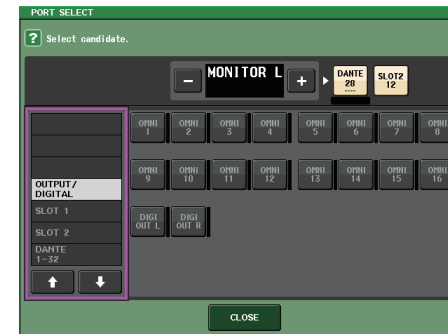 PORT SELECT
? Select candidate.
- MONITOR L + DANTE 28 ---- SLOT2 12
OMNI 1 OMNI 2 OMNI 3 OMNI 4 OMNI 5 OMNI 6 OMNI 7 OMNI 8
OMNI 9 OMNI 10 OMNI 11 OMNI 12 OMNI 13 OMNI 14 OMNI 15 OMNI 16
DIGI OUT L DIGI OUT R
OUTPUT/
DIGITAL
SLOT 1
SLOT 2
DANTE
1-32
CLOSE